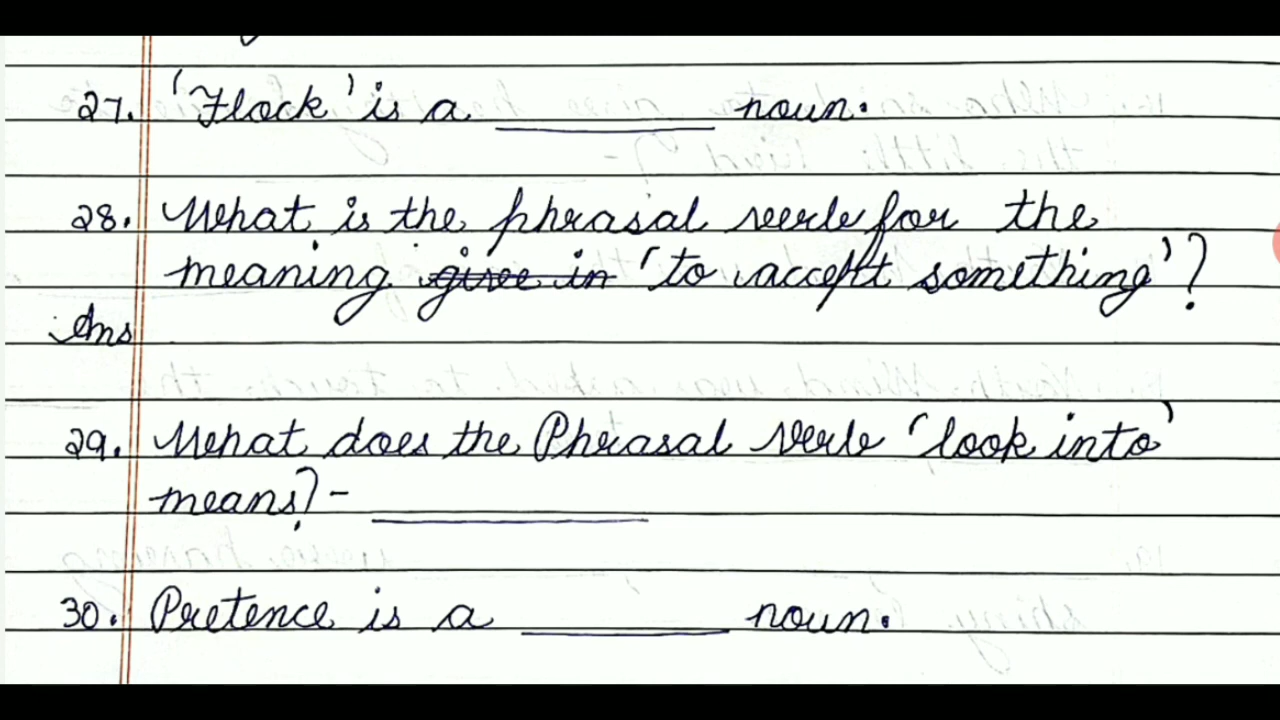 27. 'Flock' is a ________ noun.
28. What is the phrasal verb for the
meaning give in 'to accept something'?
Ans
29. What does the Phrasal verb 'look into'
means? - ________
30. Pretence is a ________ noun.